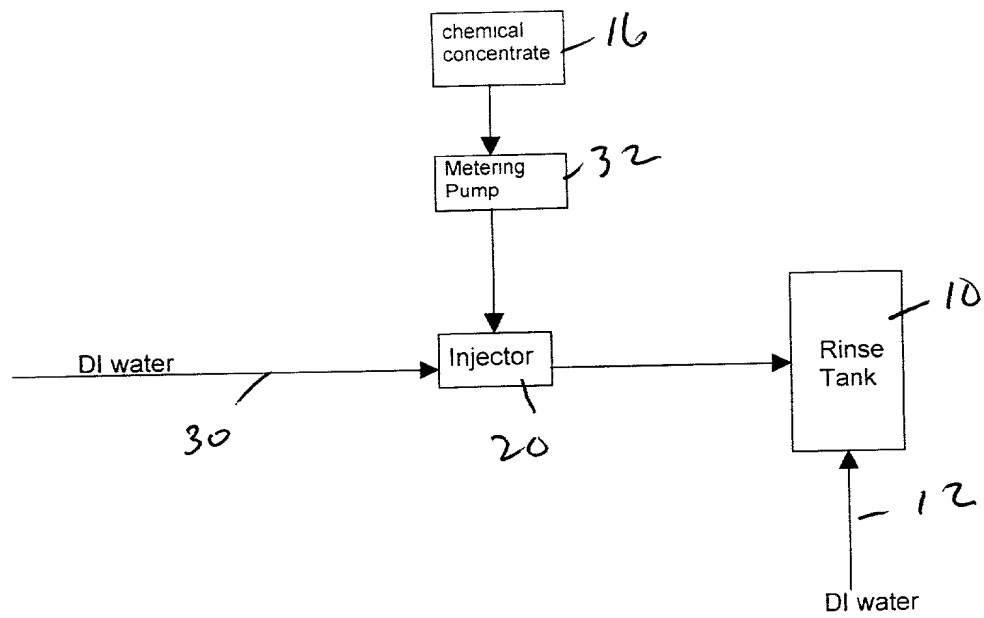 chemical
concentrate
16
Metering
Pump
32
DI water
30
Injector
20
Rinse
Tank
10
12
DI water